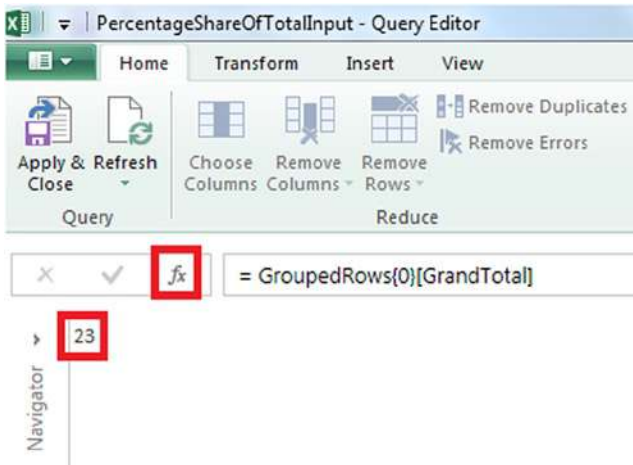 PercentageShareOfTotalInput - Query Editor
Home Transform Insert View
Apply & Close
Refresh
Choose Columns
Remove Columns
Remove Rows
Remove Duplicates
Remove Errors
Query Reduce
fx = GroupedRows{0}[GrandTotal]
23
Navigator